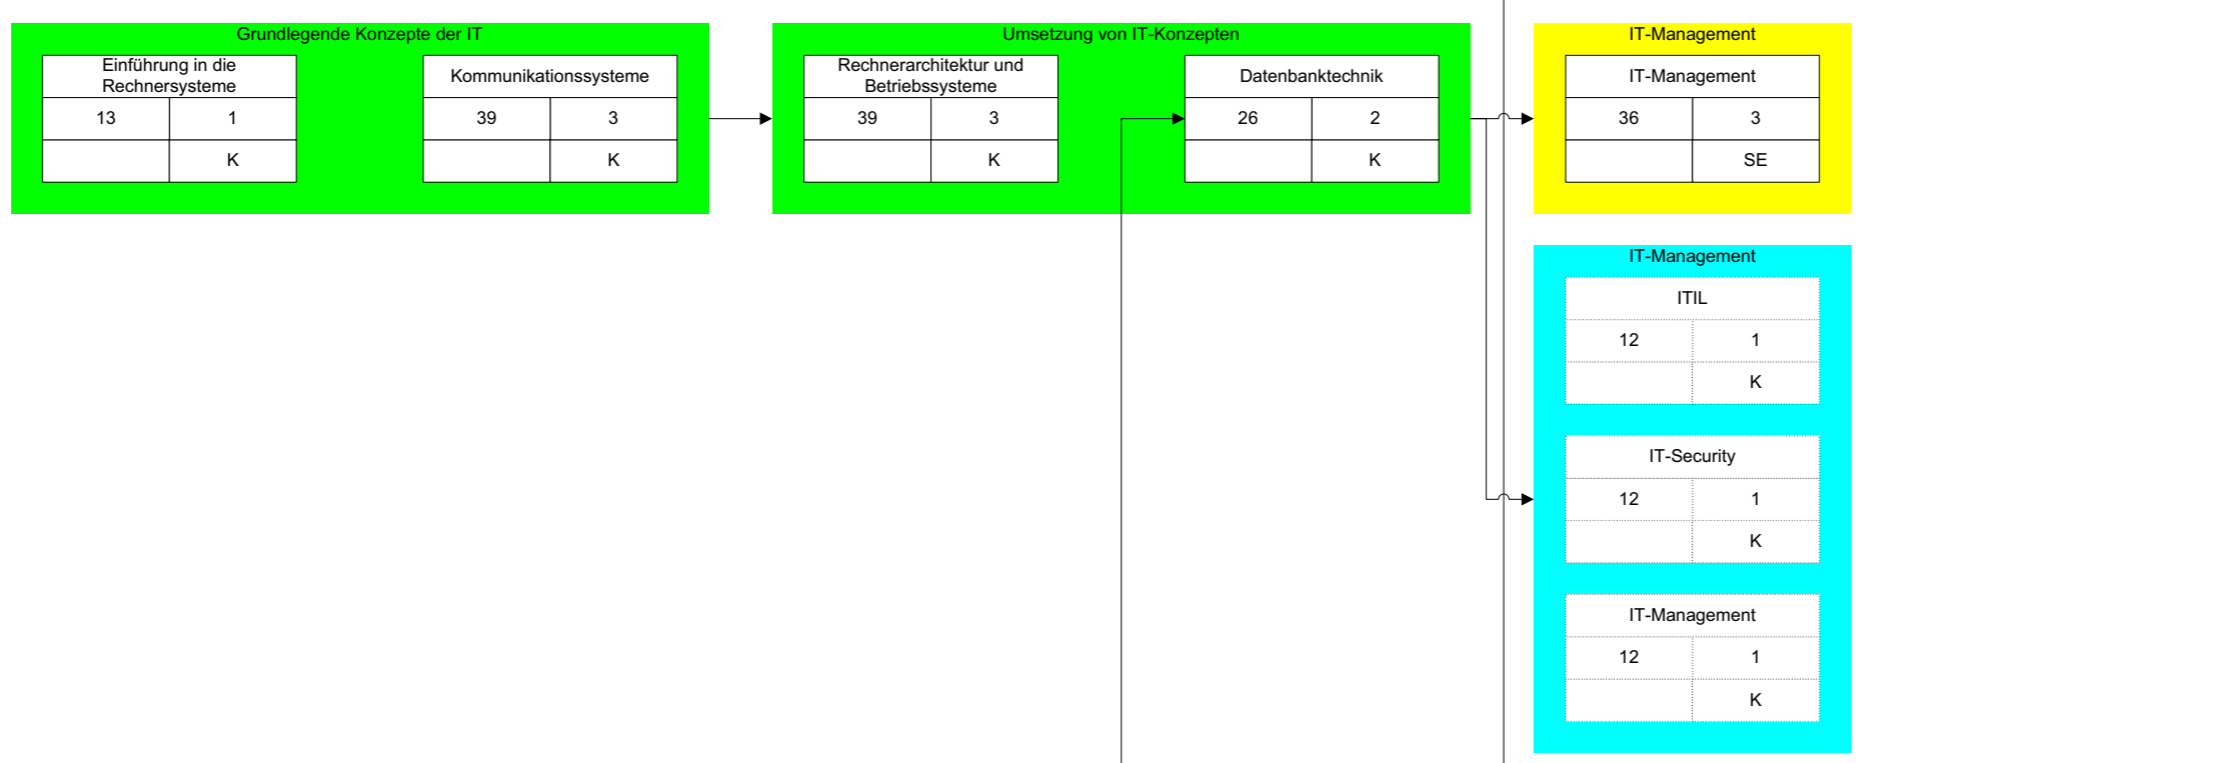 Grundlegende Konzepte der IT
Einführung in die
Rechnersysteme
13 1
K
Kommunikationssysteme
39 3
K
Umsetzung von IT-Konzepten
Rechnerarchitektur und
Betriebssysteme
39 3
K
Datenbanktechnik
26 2
K
IT-Management
IT-Management
36 3
SE
IT-Management
ITIL
12 1
K
IT-Security
12 1
K
IT-Management
12 1
K